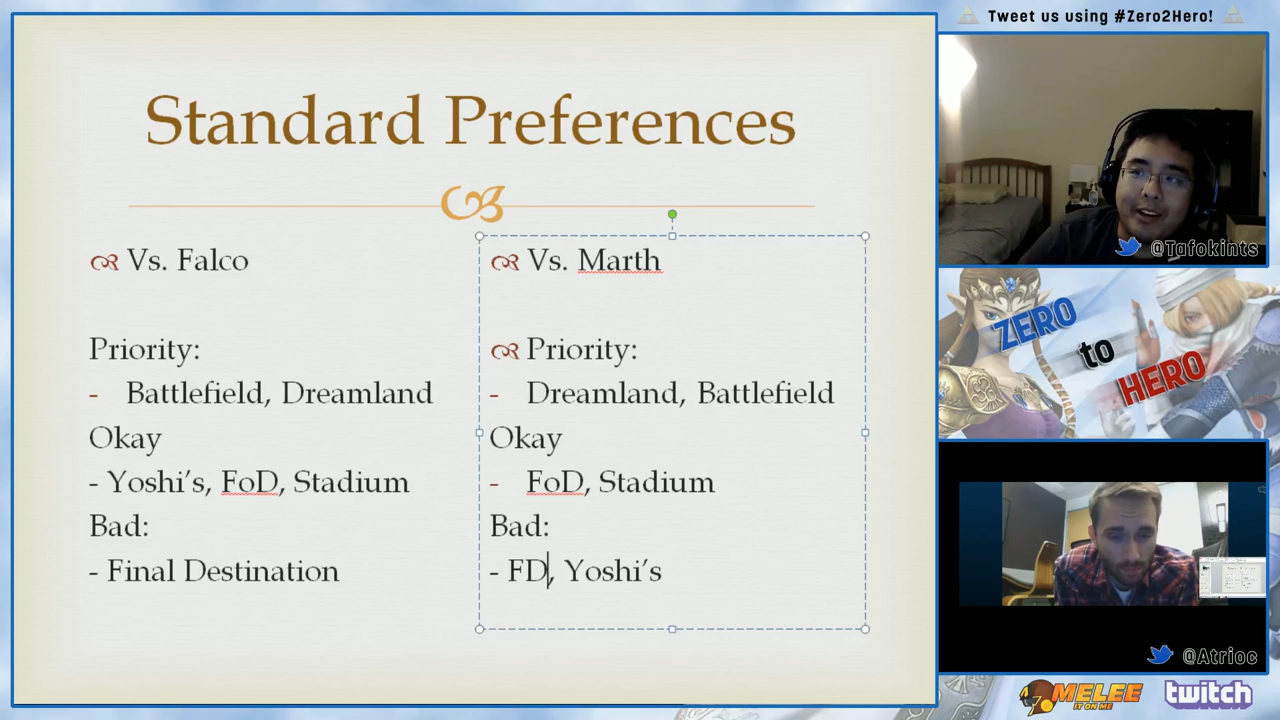 Tweet us using #Zero2Hero!
Standard Preferences
Vs. Falco
Priority:
- Battlefield, Dreamland
Okay
- Yoshi's, FoD, Stadium
Bad:
- Final Destination
Vs. Marth
Priority:
- Dreamland, Battlefield
Okay
- FoD, Stadium
Bad:
- FD, Yoshi's
@Tafokints
ZERO
to
HERO
@Atrioc
MELEE
IT ON ME
twitch